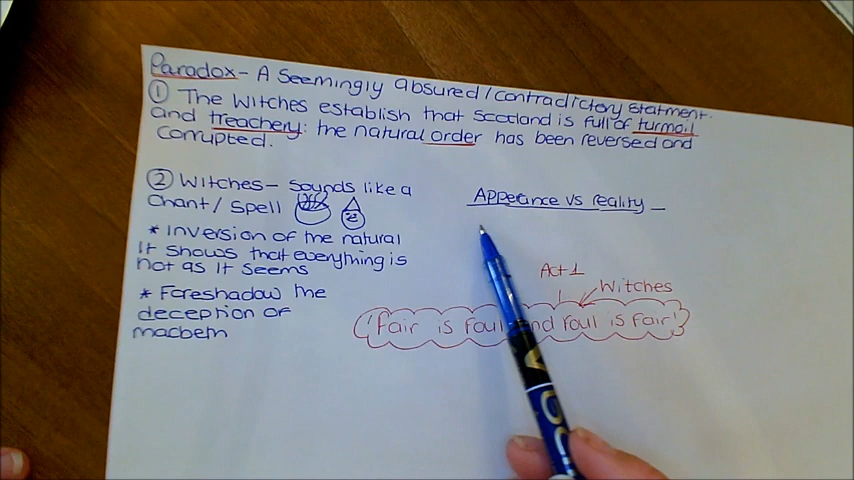 Paradox - A Seemingly absured / contradictory statment.
① The witches establish that Scotland is full of turmoil
and treachery: the natural order has been reversed and
corrupted.
② Witches - sounds like a
chant / spell
* Inversion of the natural
It shows that everything is
not as it seems
* Foreshadow the
deception of
macbeth
Appearance vs reality -
Act 1
Witches
'Fair is foul and foul is fair'